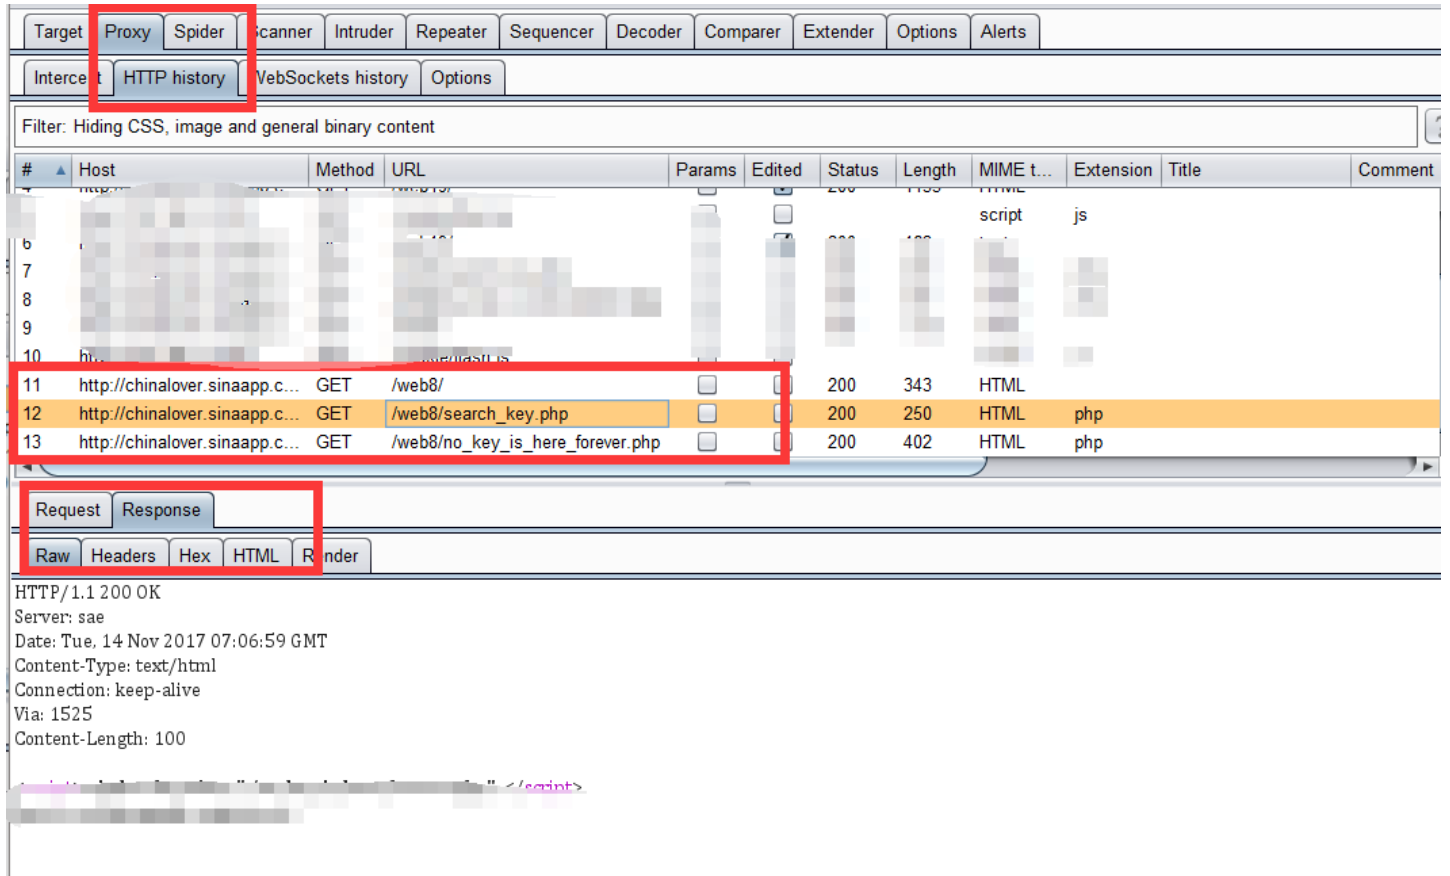 Target Proxy Spider Scanner Intruder Repeater Sequencer Decoder Comparer Extender Options Alerts
Intercept HTTP history WebSockets history Options
Filter: Hiding CSS, image and general binary content
?
# Host Method URL Params Edited Status Length MIME t... Extension Title Comment
script js
6
7
8
9
10
11 http://chinalover.sinaapp.c... GET /web8/ 200 343 HTML
12 http://chinalover.sinaapp.c... GET /web8/search_key.php 200 250 HTML php
13 http://chinalover.sinaapp.c... GET /web8/no_key_is_here_forever.php 200 402 HTML php
Request Response
Raw Headers Hex HTML Render
HTTP/1.1 200 OK
Server: sae
Date: Tue, 14 Nov 2017 07:06:59 GMT
Content-Type: text/html
Connection: keep-alive
Via: 1525
Content-Length: 100
</script>